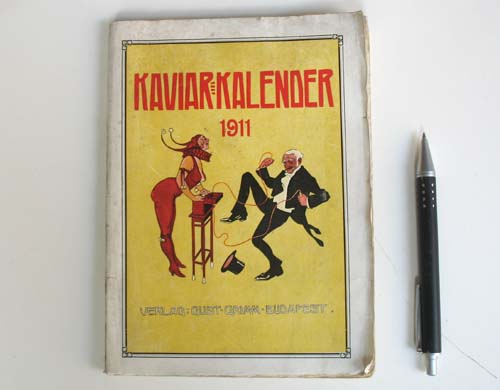 KAVIAR-KALENDER
1911
VERLAG·GUST·GRIMM·BUDAPEST.